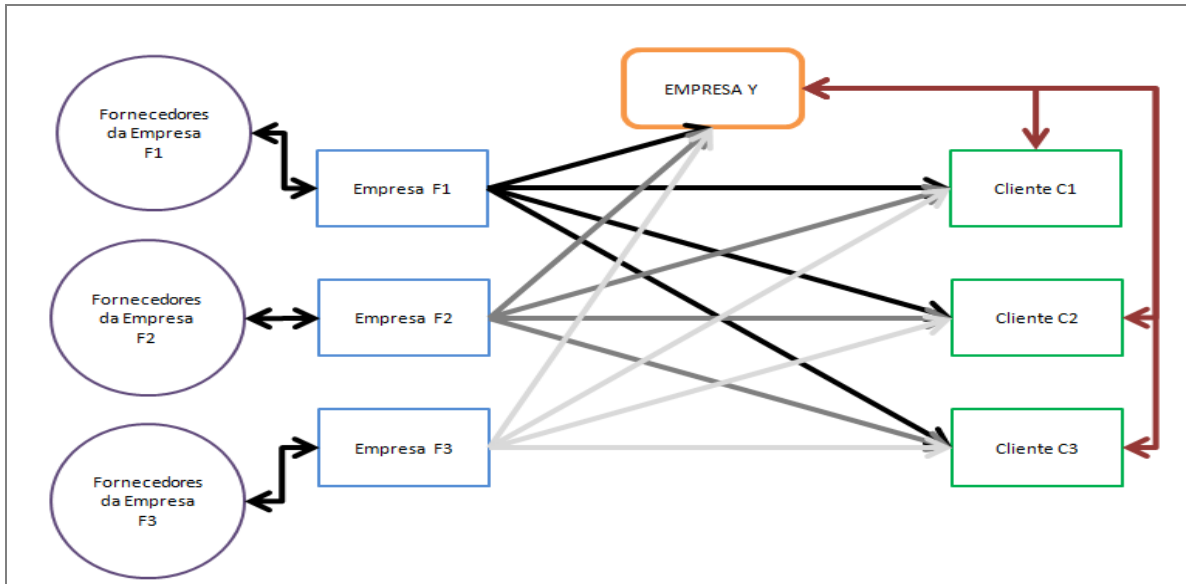 Fornecedores
da Empresa
F1
Empresa F1
EMPRESA Y
Cliente C1
Fornecedores
da Empresa
F2
Empresa F2
Cliente C2
Fornecedores
da Empresa
F3
Empresa F3
Cliente C3